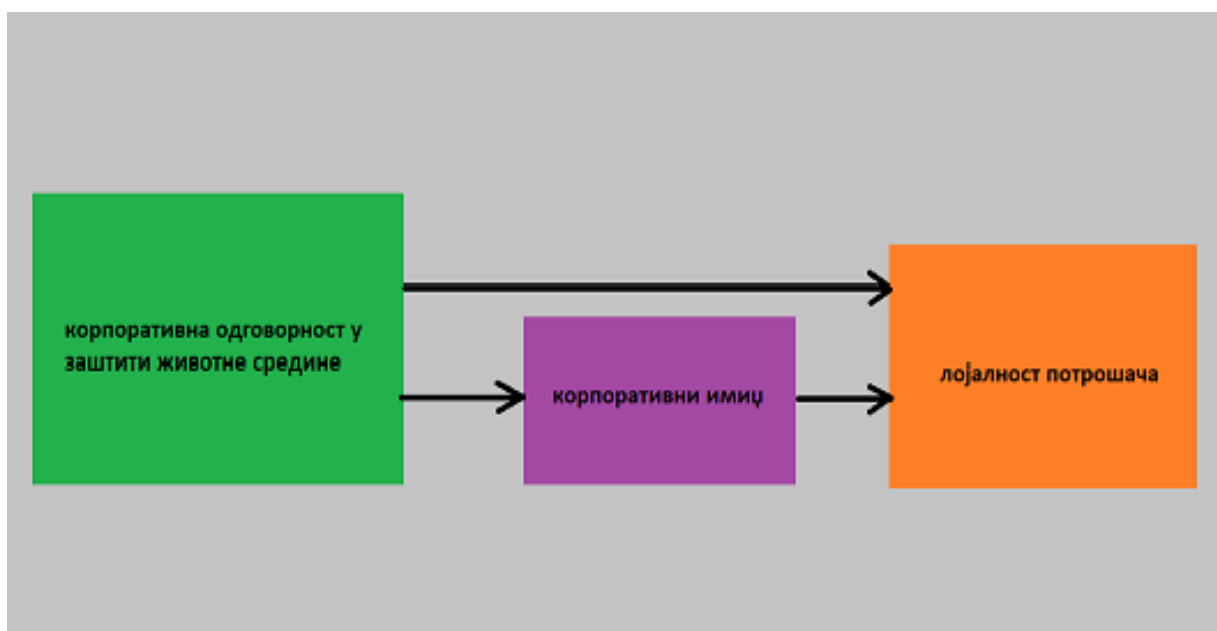 корпоративна одговорност у
заштити животне средине
корпоративни имиџ
лојалност потрошача